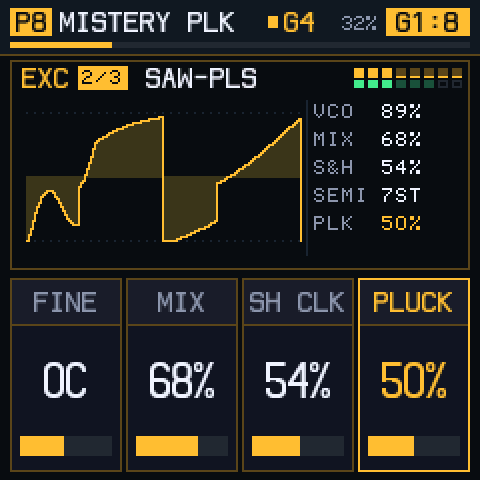 P8 MISTERY PLK G4 32% G1:8
EXC 2/3 SAW-PLS
VCO 89%
MIX 68%
S&H 54%
SEMI 7ST
PLK 50%
FINE MIX SH CLK PLUCK
0C 68% 54% 50%